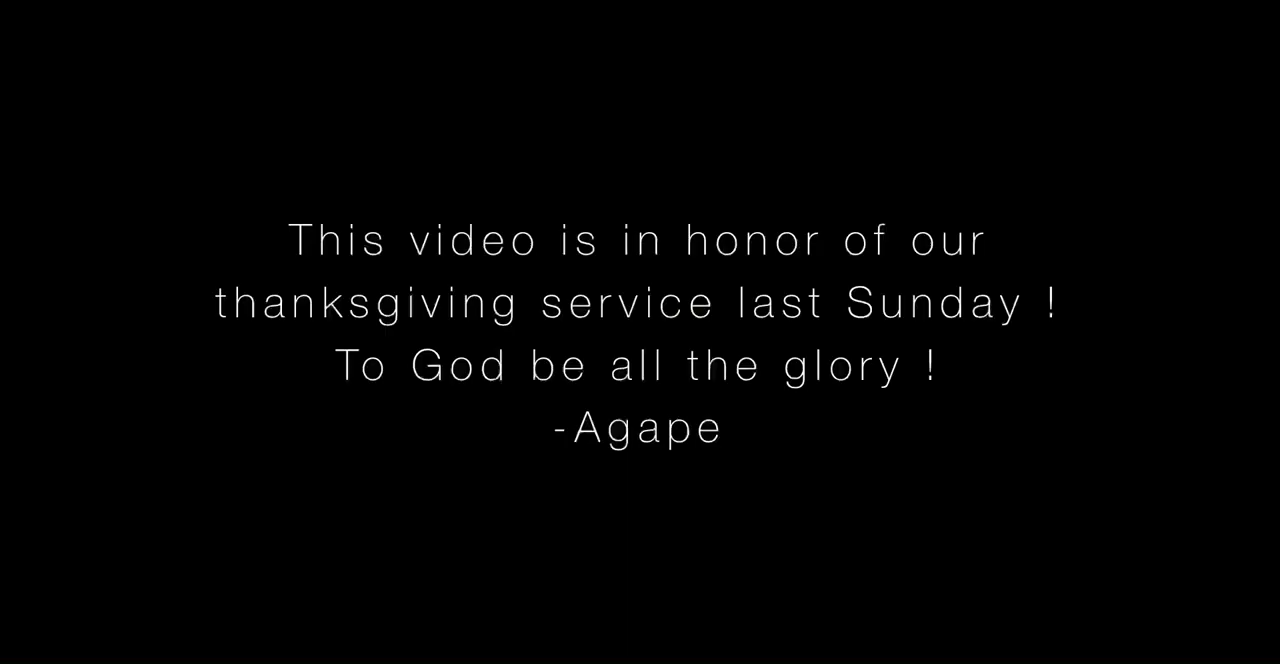 This video is in honor of our
thanksgiving service last Sunday !
To God be all the glory !
-Agape